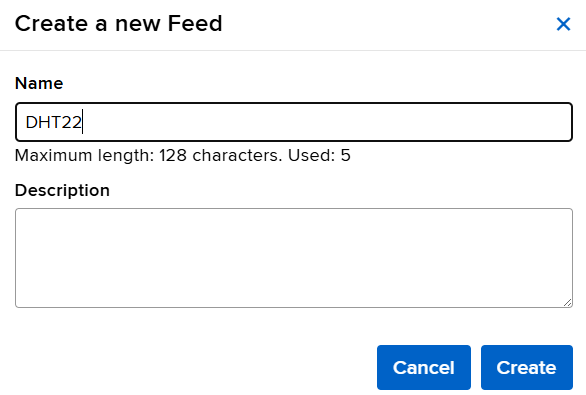 Create a new Feed
Name
DHT22
Maximum length: 128 characters. Used: 5
Description
Cancel
Create